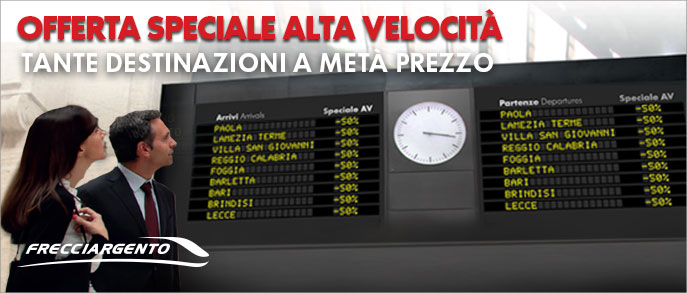 OFFERTA SPECIALE ALTA VELOCITÀ
TANTE DESTINAZIONI A METÀ PREZZO
Arrivi Arrivals Speciale AV
PAOLA -50%
LAMEZIA TERME -50%
VILLA SAN GIOVANNI -50%
REGGIO CALABRIA -50%
FOGGIA -50%
BARLETTA -50%
BARI -50%
BRINDISI -50%
LECCE -50%
Partenze Departures Speciale AV
PAOLA -50%
LAMEZIA TERME -50%
VILLA SAN GIOVANNI -50%
REGGIO CALABRIA -50%
FOGGIA -50%
BARLETTA -50%
BARI -50%
BRINDISI -50%
LECCE -50%
FRECCIARGENTO